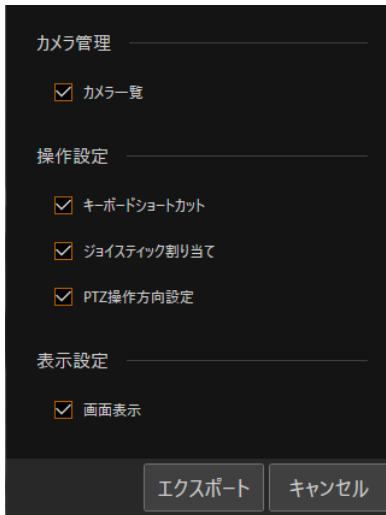 カメラ管理
カメラ一覧
操作設定
キーボードショートカット
ジョイスティック割り当て
PTZ操作方向設定
表示設定
画面表示
エクスポート キャンセル